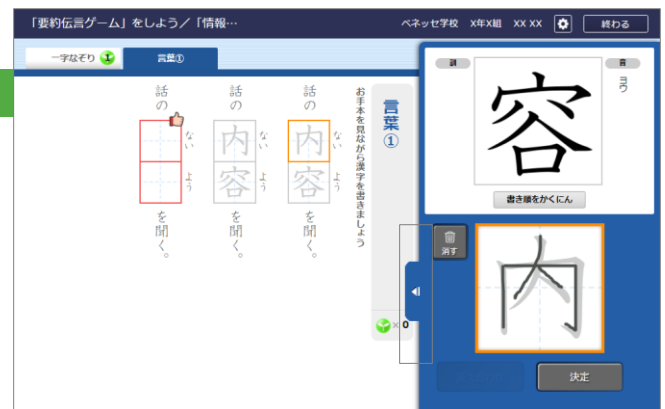 「要約伝言ゲーム」をしよう／「情報…
ベネッセ学校 X年X組 XX XX
終わる
一字なぞり
言葉①
言葉①
お手本を見ながら漢字を書きましょう
話の内容を聞く。
ないよう
話の内容を聞く。
ないよう
話の
ないよう
を聞く。
× 0
訓
音
ヨウ
容
書き順をかくにん
消す
内
決定